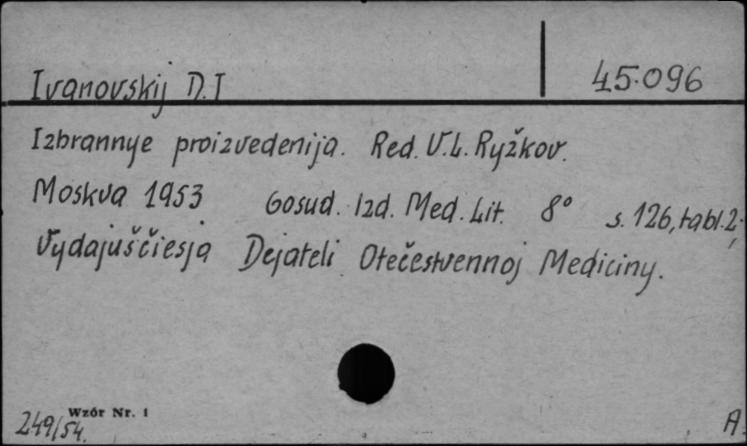 Ivanovskij D.I 45.096
Izbrannye proizvedenija. Red. V.L. Ryžkov.
Moskva 1953 Gosud. Izd. Med. Lit. 8° s. 126, tabl. 2;
Vydajuščiesja Dejateli Otečestvennoj Mediciny.
Wzór Nr. 1
249/54. A.